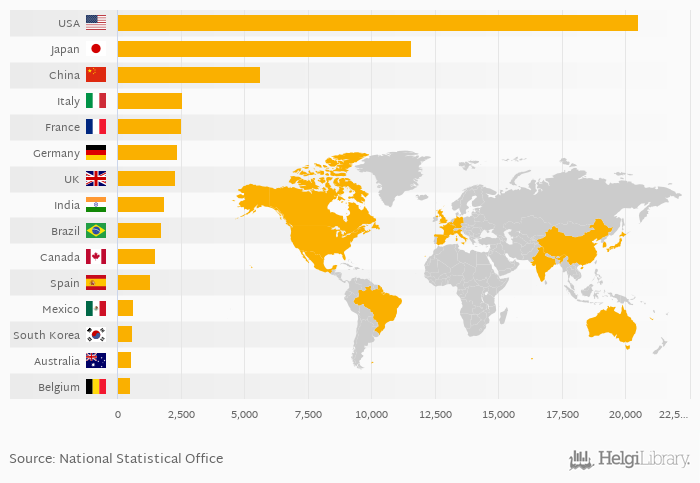 USA
Japan
China
Italy
France
Germany
UK
India
Brazil
Canada
Spain
Mexico
South Korea
Australia
Belgium
0 2,500 5,000 7,500 10,000 12,500 15,000 17,500 20,000 22,5...
Source: National Statistical Office
HelgiLibrary.